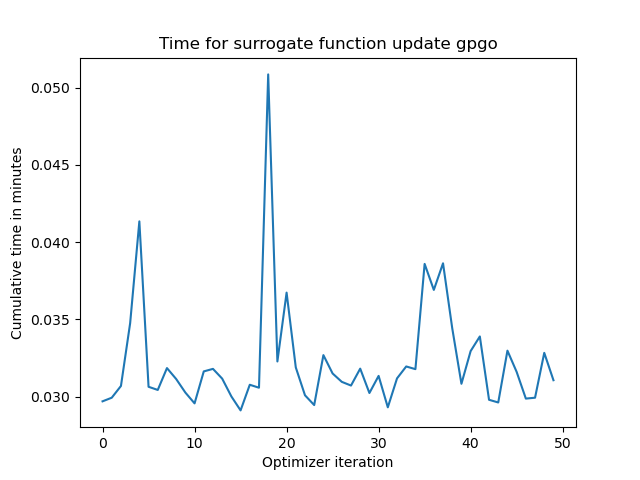 Time for surrogate function update gpgo
Cumulative time in minutes
0.050
0.045
0.040
0.035
0.030
0 10 20 30 40 50
Optimizer iteration